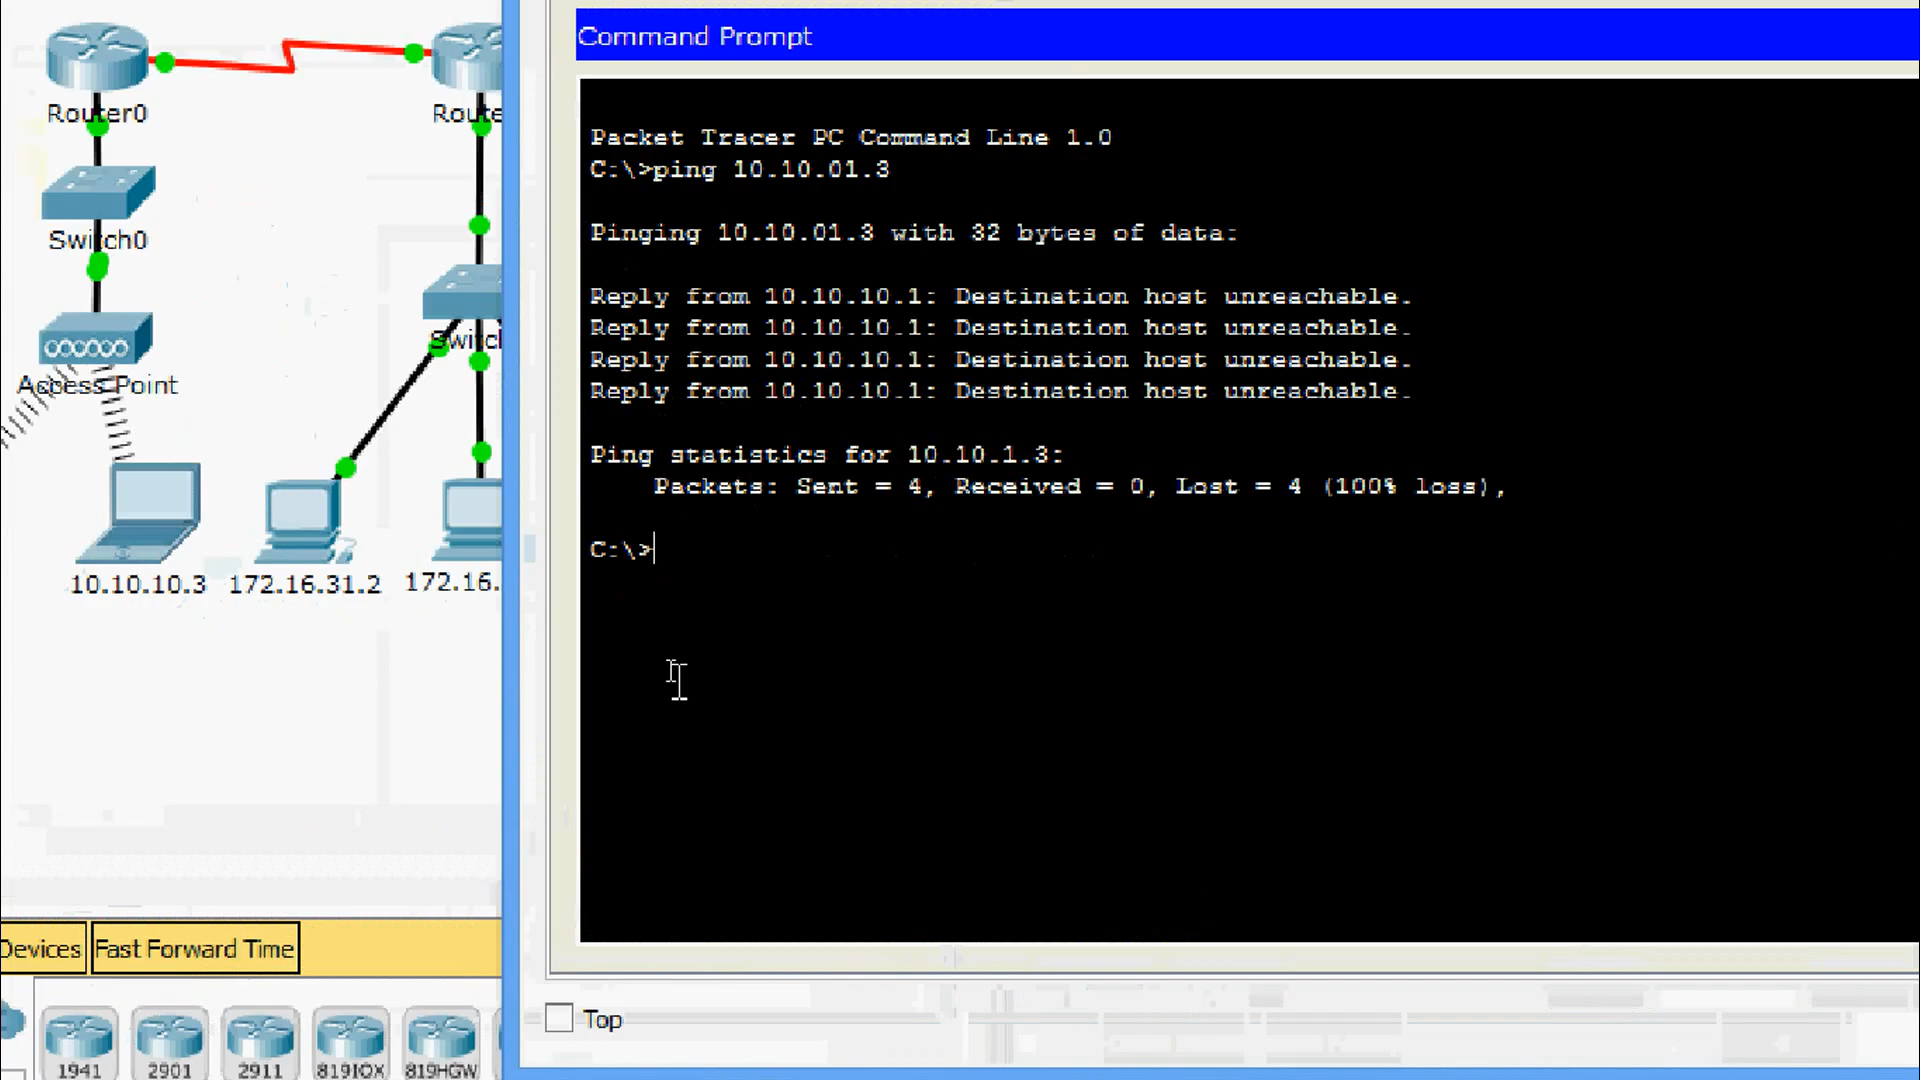 Router0
Route
Switch0
Switch
Access Point
10.10.10.3
172.16.31.2
172.16.
Devices
Fast Forward Time
1941
2901
2911
819IOX
819HGW
Command Prompt
Packet Tracer PC Command Line 1.0
C:\>ping 10.10.01.3
Pinging 10.10.01.3 with 32 bytes of data:
Reply from 10.10.10.1: Destination host unreachable.
Reply from 10.10.10.1: Destination host unreachable.
Reply from 10.10.10.1: Destination host unreachable.
Reply from 10.10.10.1: Destination host unreachable.
Ping statistics for 10.10.1.3:
Packets: Sent = 4, Received = 0, Lost = 4 (100% loss),
C:\>
Top